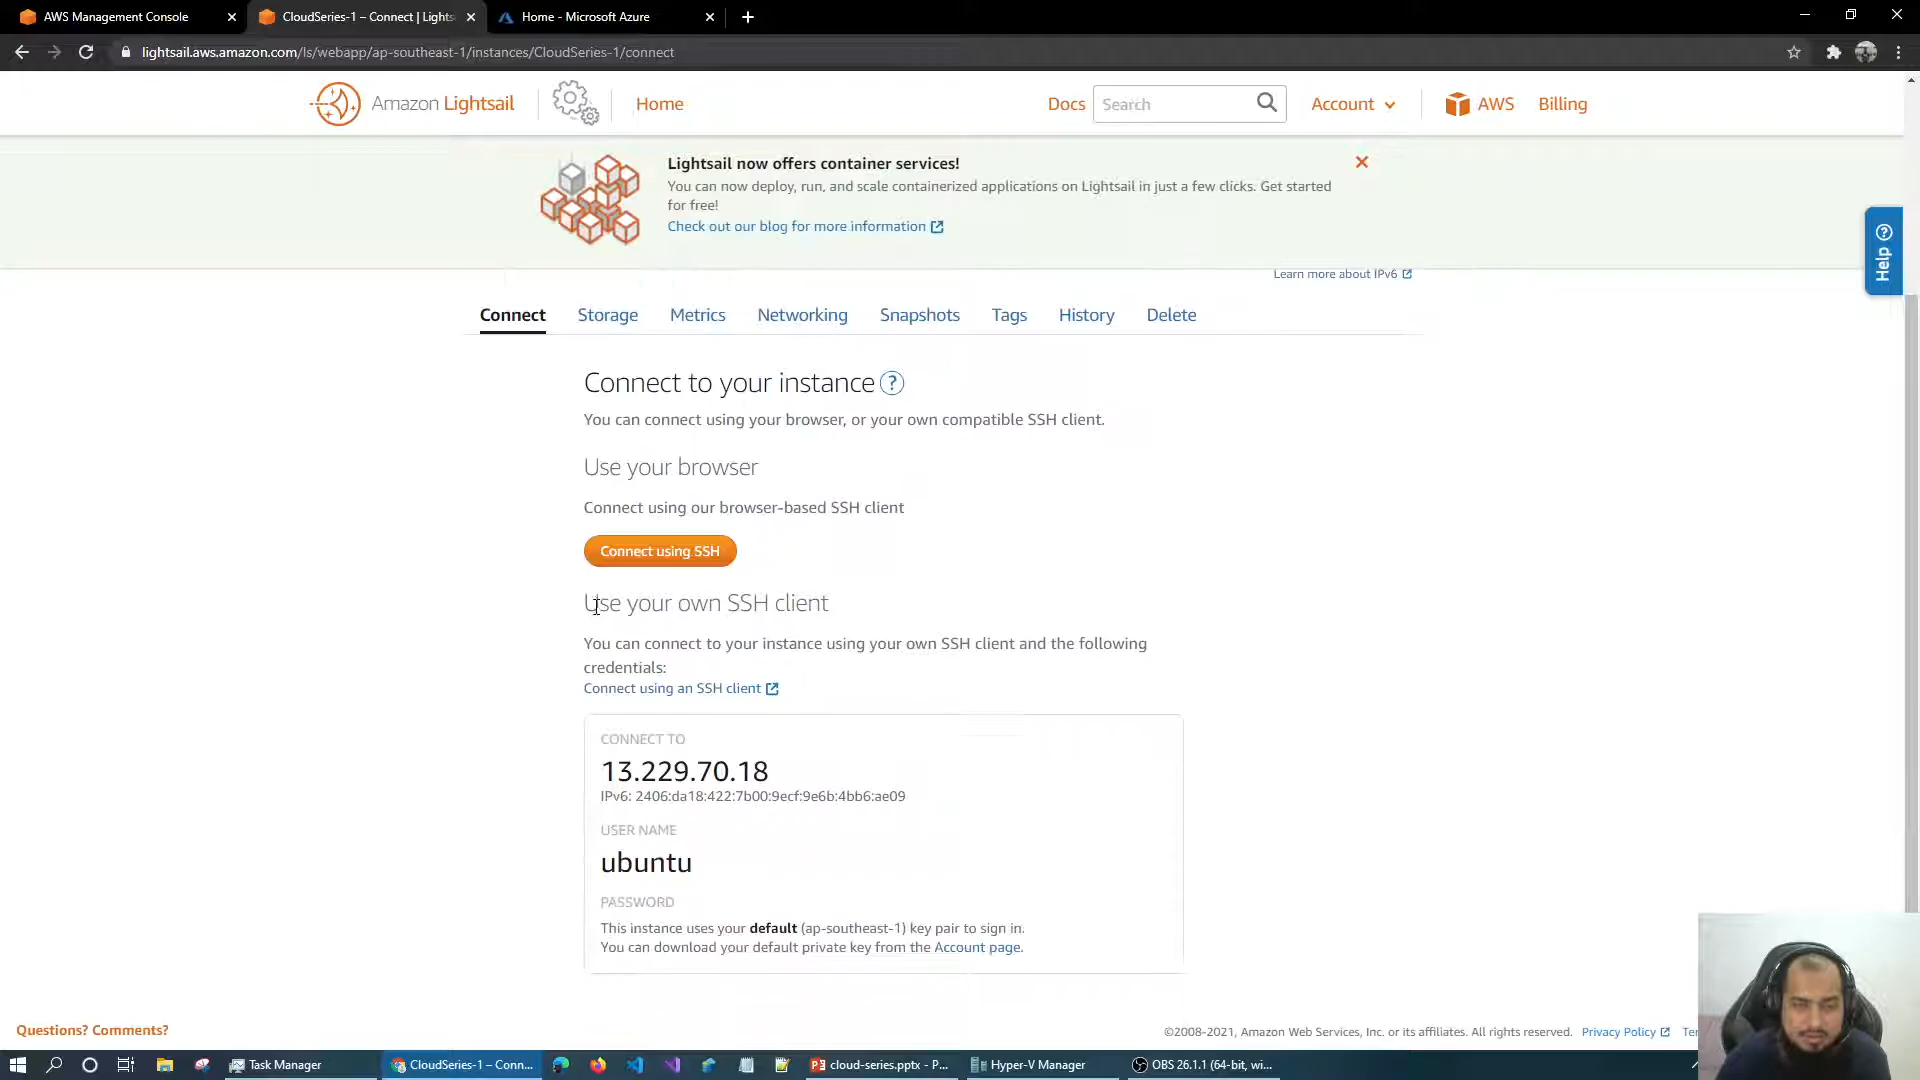 AWS Management Console
CloudSeries-1 – Connect | Lights
Home - Microsoft Azure
lightsail.aws.amazon.com/ls/webapp/ap-southeast-1/instances/CloudSeries-1/connect
Amazon Lightsail
Home
Docs
Search
Account
AWS
Billing
Lightsail now offers container services!
You can now deploy, run, and scale containerized applications on Lightsail in just a few clicks. Get started
for free!
Check out our blog for more information
Help
Learn more about IPv6
Connect
Storage
Metrics
Networking
Snapshots
Tags
History
Delete
Connect to your instance ?
You can connect using your browser, or your own compatible SSH client.
Use your browser
Connect using our browser-based SSH client
Connect using SSH
Use your own SSH client
You can connect to your instance using your own SSH client and the following
credentials:
Connect using an SSH client
CONNECT TO
13.229.70.18
IPv6: 2406:da18:422:7b00:9ecf:9e6b:4bb6:ae09
USER NAME
ubuntu
PASSWORD
This instance uses your default (ap-southeast-1) key pair to sign in.
You can download your default private key from the Account page.
Questions? Comments?
©2008-2021, Amazon Web Services, Inc. or its affiliates. All rights reserved.
Privacy Policy
Task Manager
CloudSeries-1 – Conn...
cloud-series.pptx - P...
Hyper-V Manager
OBS 26.1.1 (64-bit, wi...